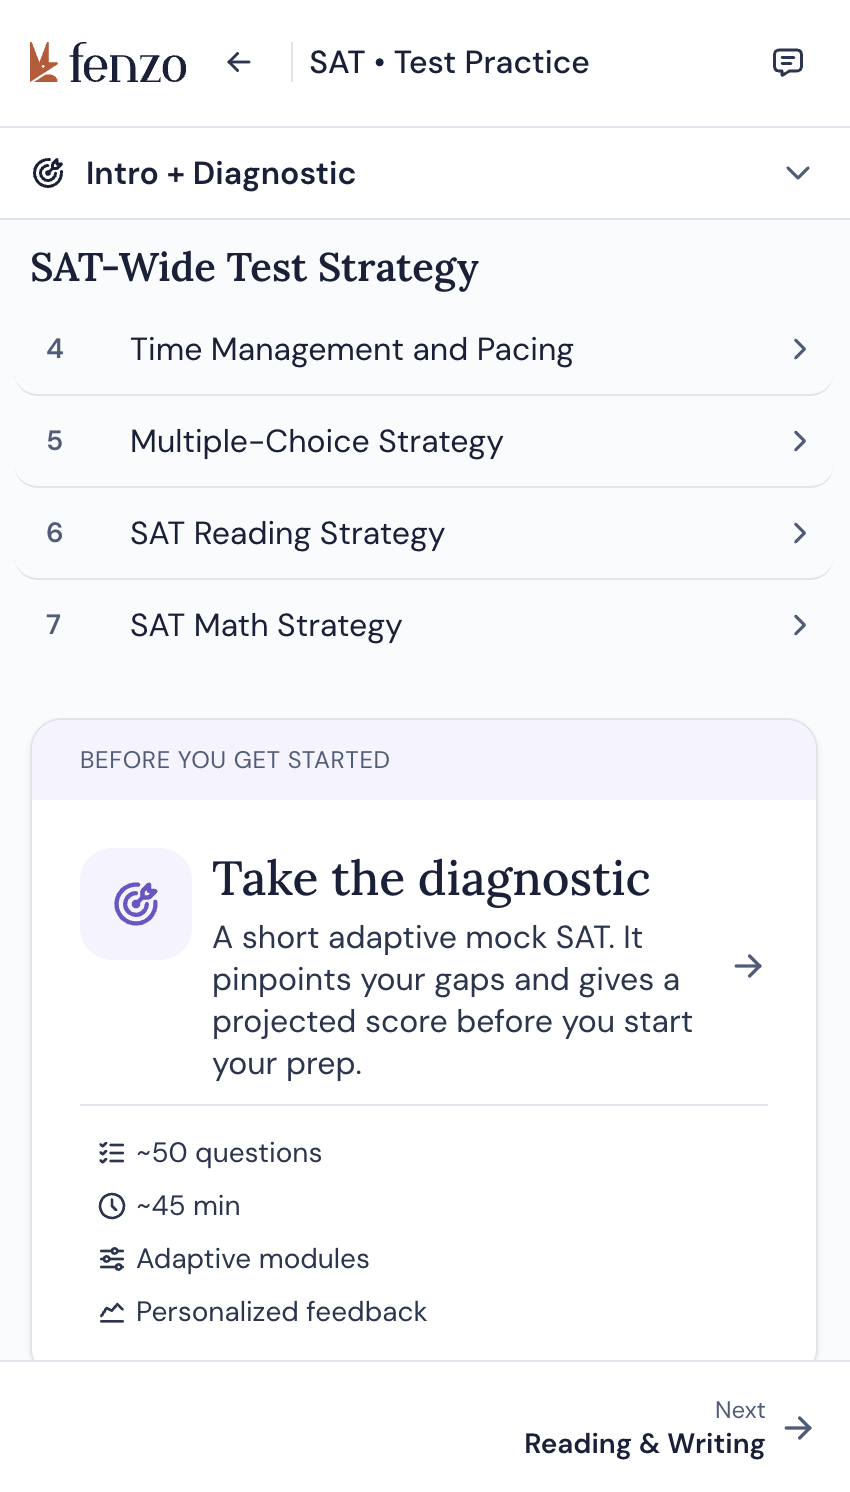 fenzo
SAT • Test Practice
Intro + Diagnostic
SAT-Wide Test Strategy
4 Time Management and Pacing
5 Multiple-Choice Strategy
6 SAT Reading Strategy
7 SAT Math Strategy
BEFORE YOU GET STARTED
Take the diagnostic
A short adaptive mock SAT. It
pinpoints your gaps and gives a
projected score before you start
your prep.
~50 questions
~45 min
Adaptive modules
Personalized feedback
Next
Reading & Writing